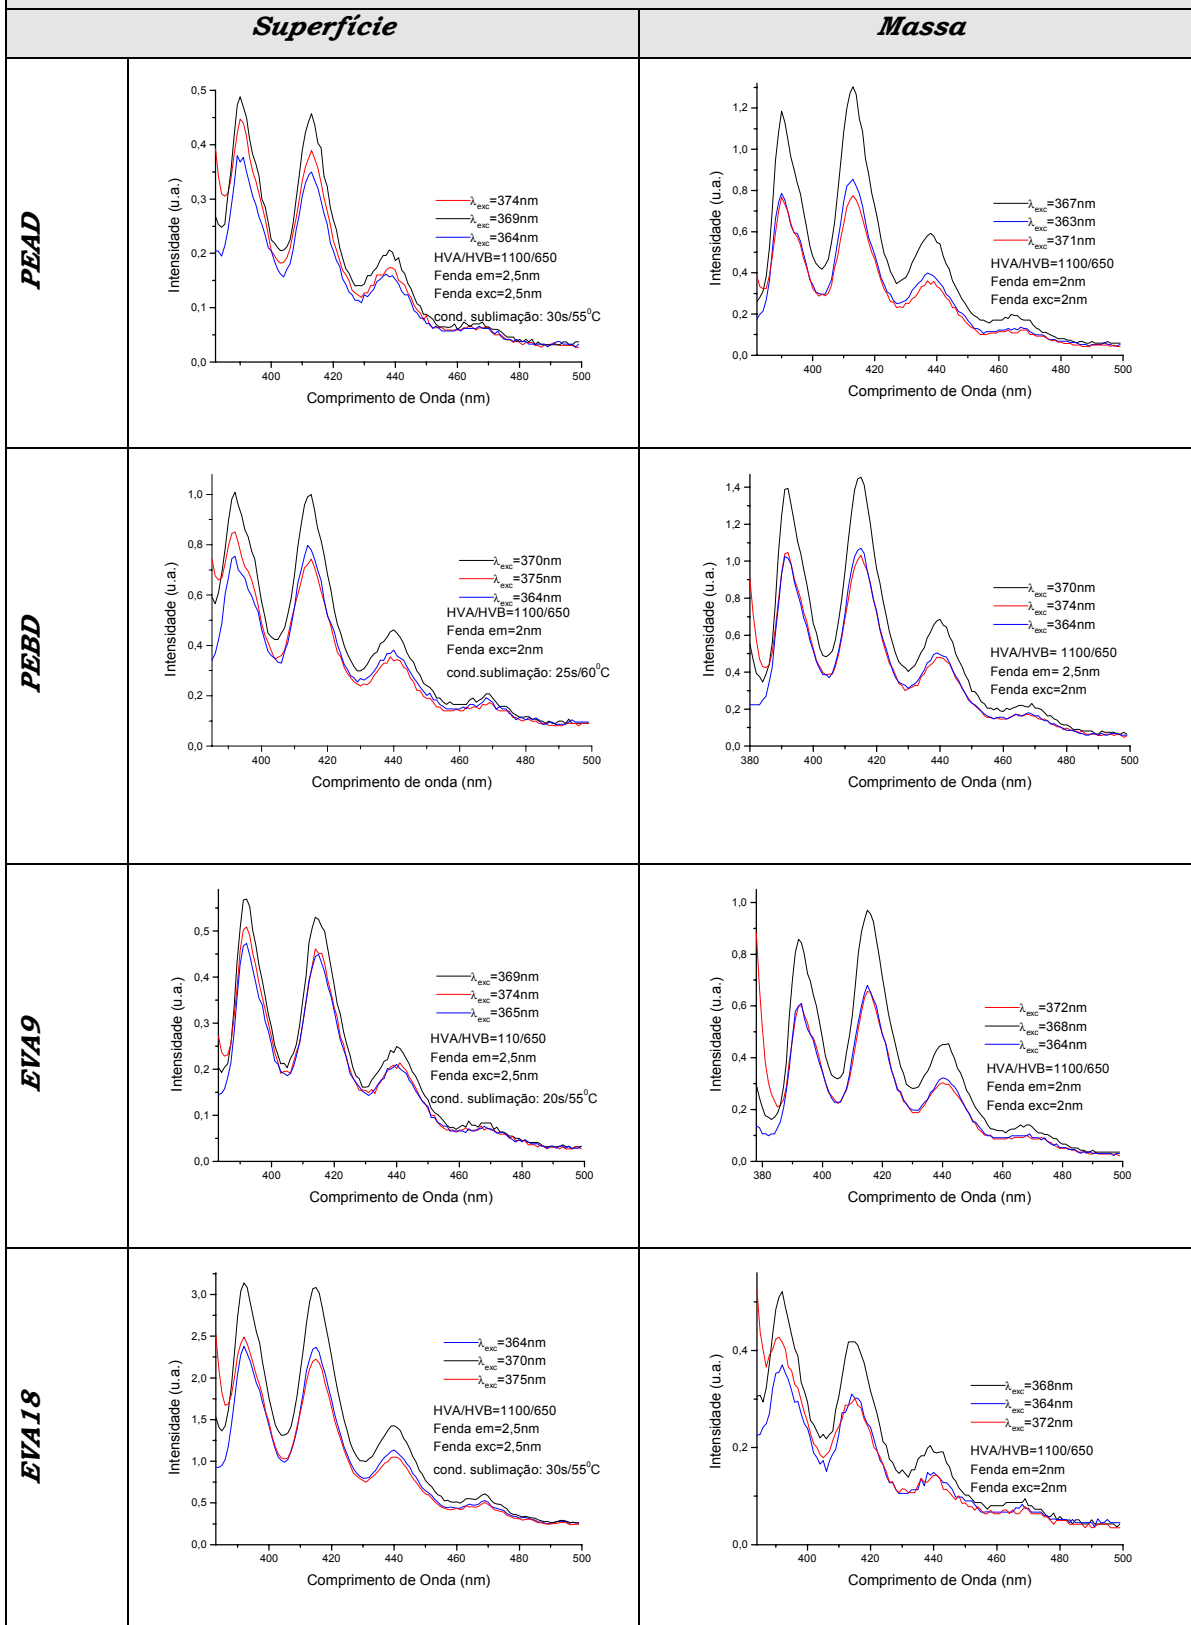 Superfície
Massa
PEAD
0,5
0,4
0,3
0,2
0,1
0,0
400
420
440
460
480
500
Intensidade (u.a.)
Comprimento de Onda (nm)
λexc=374nm
λexc=369nm
λexc=364nm
HVA/HVB=1100/650
Fenda em=2,5nm
Fenda exc=2,5nm
cond. sublimação: 30s/55⁰C
1,2
1,0
0,8
0,6
0,4
0,2
0,0
400
420
440
460
480
500
Intensidade (u.a.)
Comprimento de Onda (nm)
λexc=367nm
λexc=363nm
λexc=371nm
HVA/HVB=1100/650
Fenda em=2nm
Fenda exc=2nm
PEBD
1,0
0,8
0,6
0,4
0,2
0,0
400
420
440
460
480
500
Intensidade (u.a.)
Comprimento de onda (nm)
λexc=370nm
λexc=375nm
λexc=364nm
HVA/HVB=1100/650
Fenda em=2nm
Fenda exc=2nm
cond.sublimação: 25s/60⁰C
1,4
1,2
1,0
0,8
0,6
0,4
0,2
0,0
380
400
420
440
460
480
500
Intensidade (u.a.)
Comprimento de Onda (nm)
λexc=370nm
λexc=374nm
λexc=364nm
HVA/HVB= 1100/650
Fenda em= 2,5nm
Fenda exc=2nm
EVA9
0,5
0,4
0,3
0,2
0,1
0,0
400
420
440
460
480
500
Intensidade (u.a.)
Comprimento de Onda (nm)
λexc=369nm
λexc=374nm
λexc=365nm
HVA/HVB=110/650
Fenda em=2,5nm
Fenda exc=2,5nm
cond. sublimação: 20s/55⁰C
1,0
0,8
0,6
0,4
0,2
0,0
380
400
420
440
460
480
500
Intensidade (u.a.)
Comprimento de Onda (nm)
λexc=372nm
λexc=368nm
λexc=364nm
HVA/HVB=1100/650
Fenda em=2nm
Fenda exc=2nm
EVA18
3,0
2,5
2,0
1,5
1,0
0,5
0,0
400
420
440
460
480
500
Intensidade (u.a.)
Comprimento de Onda (nm)
λexc=364nm
λexc=370nm
λexc=375nm
HVA/HVB=1100/650
Fenda em=2,5nm
Fenda exc=2,5nm
cond. sublimação: 30s/55⁰C
0,4
0,2
0,0
400
420
440
460
480
500
Intensidade (u.a.)
Comprimento de Onda (nm)
λexc=368nm
λexc=364nm
λexc=372nm
HVA/HVB=1100/650
Fenda em=2nm
Fenda exc=2nm